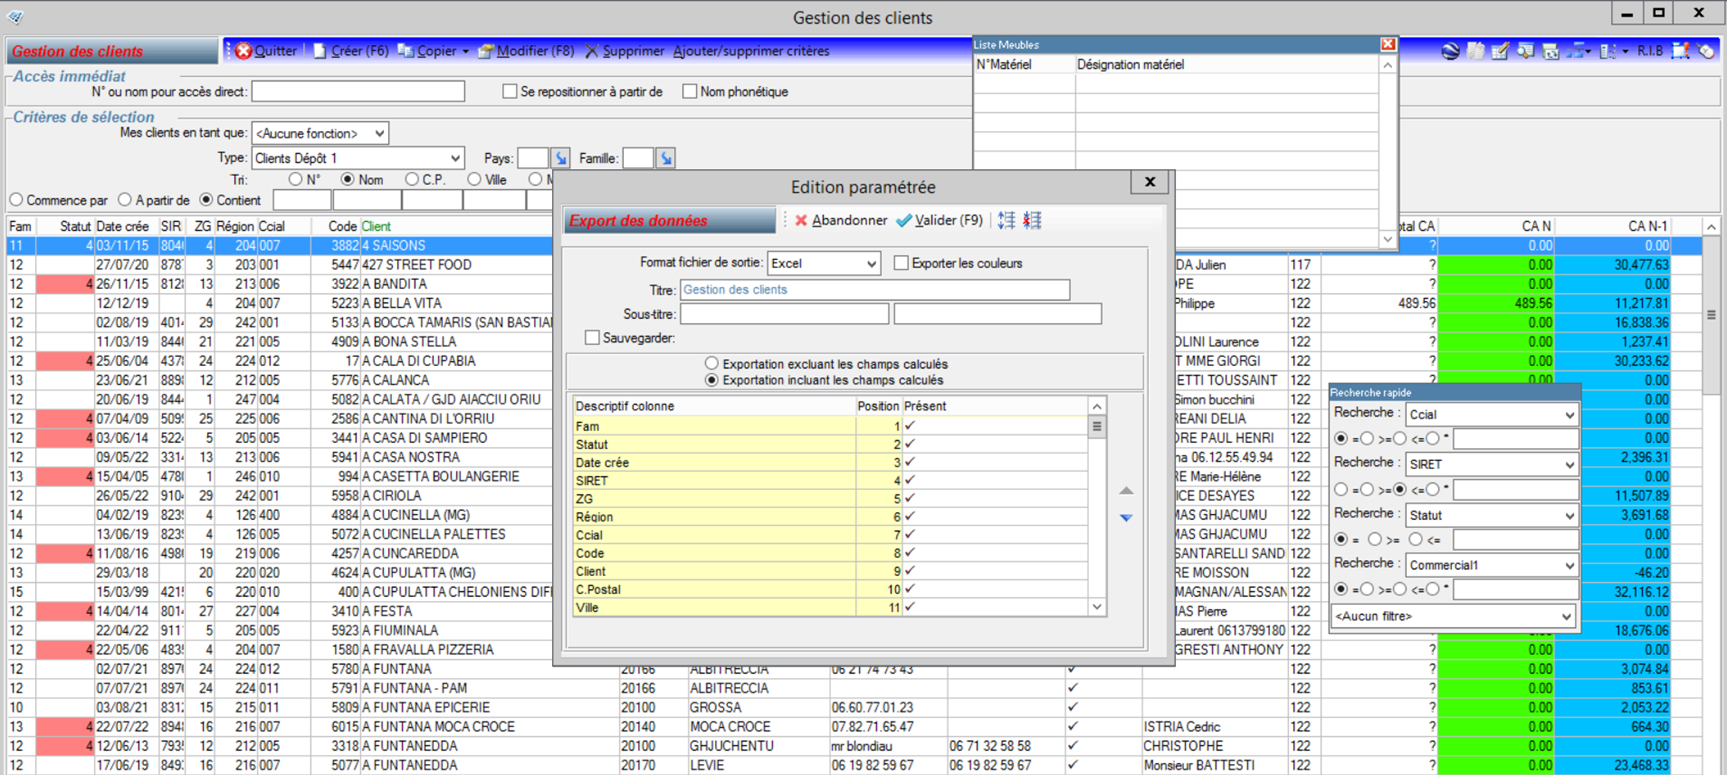 Gestion des clients
Gestion des clients Quitter Créer (F6) Copier Modifier (F8) Supprimer Ajouter/supprimer critères R.I.B
Accès immédiat
N° ou nom pour accès direct: Se repositionner à partir de Nom phonétique
Critères de sélection
Mes clients en tant que: <Aucune fonction>
Type: Clients Dépôt 1 Pays: Famille:
Tri: N° Nom C.P. Ville
Commence par A partir de Contient
Liste Meubles
N°Matériel Désignation matériel
Fam Statut Date crée SIR ZG Région Ccial Code Client
11 4 03/11/15 804 4 204 007 3882 4 SAISONS
12 27/07/20 878 3 203 001 5447 427 STREET FOOD
12 4 26/11/15 812 13 213 006 3922 A BANDITA
12 12/12/19 4 204 007 5223 A BELLA VITA
12 02/08/19 401 29 242 001 5133 A BOCCA TAMARIS (SAN BASTIA
12 11/03/19 844 21 221 005 4909 A BONA STELLA
12 4 25/06/04 437 24 224 012 17 A CALA DI CUPABIA
13 23/06/21 889 12 212 005 5776 A CALANCA
12 20/06/19 844 1 247 004 5082 A CALATA / GJD AIACCIU ORIU
12 4 07/04/09 509 25 225 006 2586 A CANTINA DI L'ORRIU
12 4 03/06/14 522 5 205 005 3441 A CASA DI SAMPIERO
12 09/05/22 331 13 213 006 5941 A CASA NOSTRA
13 4 15/04/05 478 1 246 010 994 A CASETTA BOULANGERIE
12 26/05/22 910 29 242 001 5958 A CIRIOLA
14 04/02/19 823 4 126 400 4884 A CUCINELLA (MG)
14 13/06/19 823 4 126 005 5072 A CUCINELLA PALETTES
12 4 11/08/16 498 19 219 006 4257 A CUNCAREDDA
13 29/03/18 20 220 020 4624 A CUPULATTA (MG)
15 15/03/99 421 6 220 010 400 A CUPULATTA CHELONIENS DIF
12 4 14/04/14 801 27 227 004 3410 A FESTA
12 22/04/22 911 5 205 005 5923 A FIUMINALA
12 4 22/05/06 483 4 204 007 1580 A FRAVALLA PIZZERIA
12 02/07/21 897 24 224 012 5780 A FUNTANA 20166 ALBITRECCIA 06 21 74 73 43
12 07/07/21 897 24 224 011 5791 A FUNTANA - PAM 20166 ALBITRECCIA
10 03/08/21 831 15 215 011 5809 A FUNTANA EPICERIE 20100 GROSSA 06.60.77.01.23
13 4 22/07/22 894 16 216 007 6015 A FUNTANA MOCA CROCE 20140 MOCA CROCE 07.82.71.65.47 ISTRIA Cedric
12 4 12/06/13 793 12 212 005 3318 A FUNTANEDDA 20100 GHJUCHENTU mr blondiau 06 71 32 58 58 CHRISTOPHE
12 17/06/19 849 16 216 007 5077 A FUNTANEDDA 20170 LEVIE 06 19 82 59 67 06 19 82 59 67 Monsieur BATTESTI
Edition paramétrée
Export des données Abandonner Valider (F9)
Format fichier de sortie: Excel Exporter les couleurs
Titre: Gestion des clients
Sous-titre:
Sauvegarder:
Exportation excluant les champs calculés
Exportation incluant les champs calculés
Descriptif colonne Position Présent
Fam 1
Statut 2
Date crée 3
SIRET 4
ZG 5
Région 6
Ccial 7
Code 8
Client 9
C.Postal 10
Ville 11
tal CA CA N CA N-1
? 0.00 0.00
DA Julien 117 ? 0.00 30,477.63
OPE 122 ? 0.00 0.00
Philippe 122 489.56 489.56 11,217.81
122 ? 0.00 16,838.36
OLINI Laurence 122 ? 0.00 1,237.41
T MME GIORGI 122 ? 0.00 30,233.62
ETTI TOUSSAINT 122 ? 0.00 0.00
Simon bucchini 122 0.00
REANI DELIA 122 0.00
DRE PAUL HENRI 122 0.00
na 06.12.55.49.94 122 2,396.31
RE Marie-Hélène 122 0.00
ICE DESAYES 122 11,507.89
MAS GHJACUMU 122 3,691.68
MAS GHJACUMU 122 0.00
SANTARELLI SAND 122 0.00
RE MOISSON 122 -46.20
MAGNAN/ALESSAN 122 32,116.12
AS Pierre 122 0.00
Laurent 0613799180 122 18,676.06
GRESTI ANTHONY 122 ? 0.00 0.00
122 ? 0.00 3,074.84
122 ? 0.00 853.61
122 ? 0.00 2,053.22
122 ? 0.00 664.30
122 ? 0.00 0.00
122 ? 0.00 23,468.33
Recherche rapide
Recherche : Ccial
= >= <= *
Recherche : SIRET
= >= <= *
Recherche : Statut
= >= <=
Recherche : Commercial1
= >= <= *
<Aucun filtre>